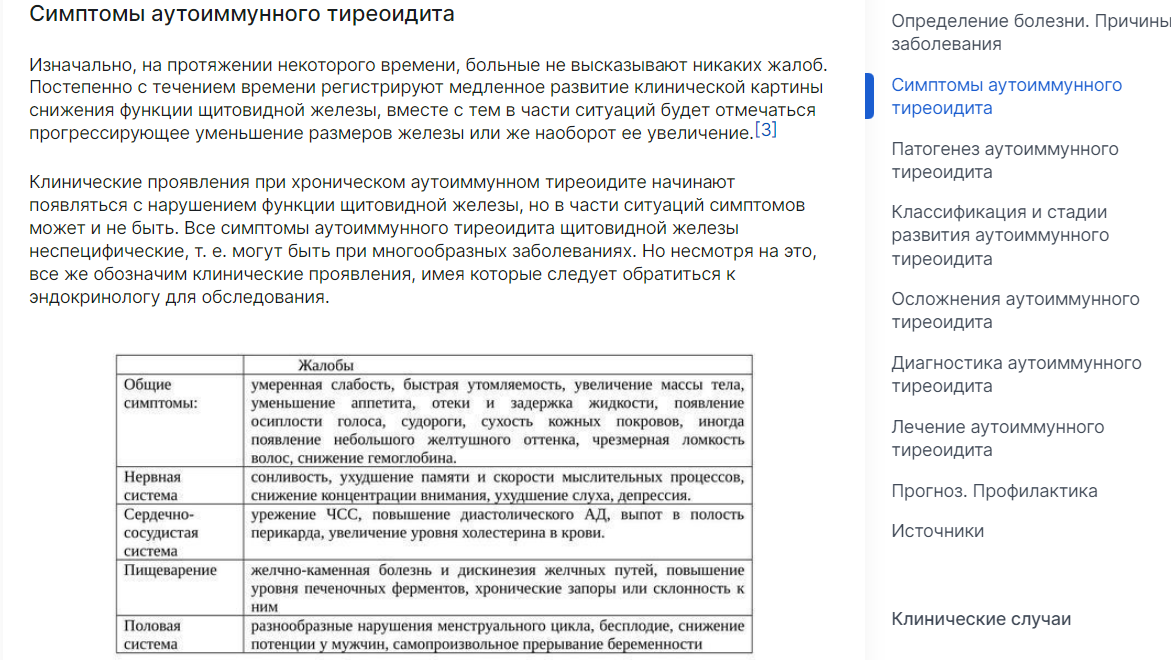 Симптомы аутоиммунного тиреоидита
Изначально, на протяжении некоторого времени, больные не высказывают никаких жалоб.
Постепенно с течением времени регистрируют медленное развитие клинической картины
снижения функции щитовидной железы, вместе с тем в части ситуаций будет отмечаться
прогрессирующее уменьшение размеров железы или же наоборот ее увеличение.[3]
Клинические проявления при хроническом аутоиммунном тиреоидите начинают
появляться с нарушением функции щитовидной железы, но в части ситуаций симптомов
может и не быть. Все симптомы аутоиммунного тиреоидита щитовидной железы
неспецифические, т. е. могут быть при многообразных заболеваниях. Но несмотря на это,
все же обозначим клинические проявления, имея которые следует обратиться к
эндокринологу для обследования.
Жалобы
Общие
симптомы:
умеренная слабость, быстрая утомляемость, увеличение массы тела,
уменьшение аппетита, отеки и задержка жидкости, появление
осиплости голоса, судороги, сухость кожных покровов, иногда
появление небольшого желтушного оттенка, чрезмерная ломкость
волос, снижение гемоглобина.
Нервная
система
сонливость, ухудшение памяти и скорости мыслительных процессов,
снижение концентрации внимания, ухудшение слуха, депрессия.
Сердечно-
сосудистая
система
урежение ЧСС, повышение диастолического АД, выпот в полость
перикарда, увеличение уровня холестерина в крови.
Пищеварение
желчно-каменная болезнь и дискинезия желчных путей, повышение
уровня печеночных ферментов, хронические запоры или склонность к
ним
Половая
система
разнообразные нарушения менструального цикла, бесплодие, снижение
потенции у мужчин, самопроизвольное прерывание беременности
Определение болезни. Причины
заболевания
Симптомы аутоиммунного
тиреоидита
Патогенез аутоиммунного
тиреоидита
Классификация и стадии
развития аутоиммунного
тиреоидита
Осложнения аутоиммунного
тиреоидита
Диагностика аутоиммунного
тиреоидита
Лечение аутоиммунного
тиреоидита
Прогноз. Профилактика
Источники
Клинические случаи